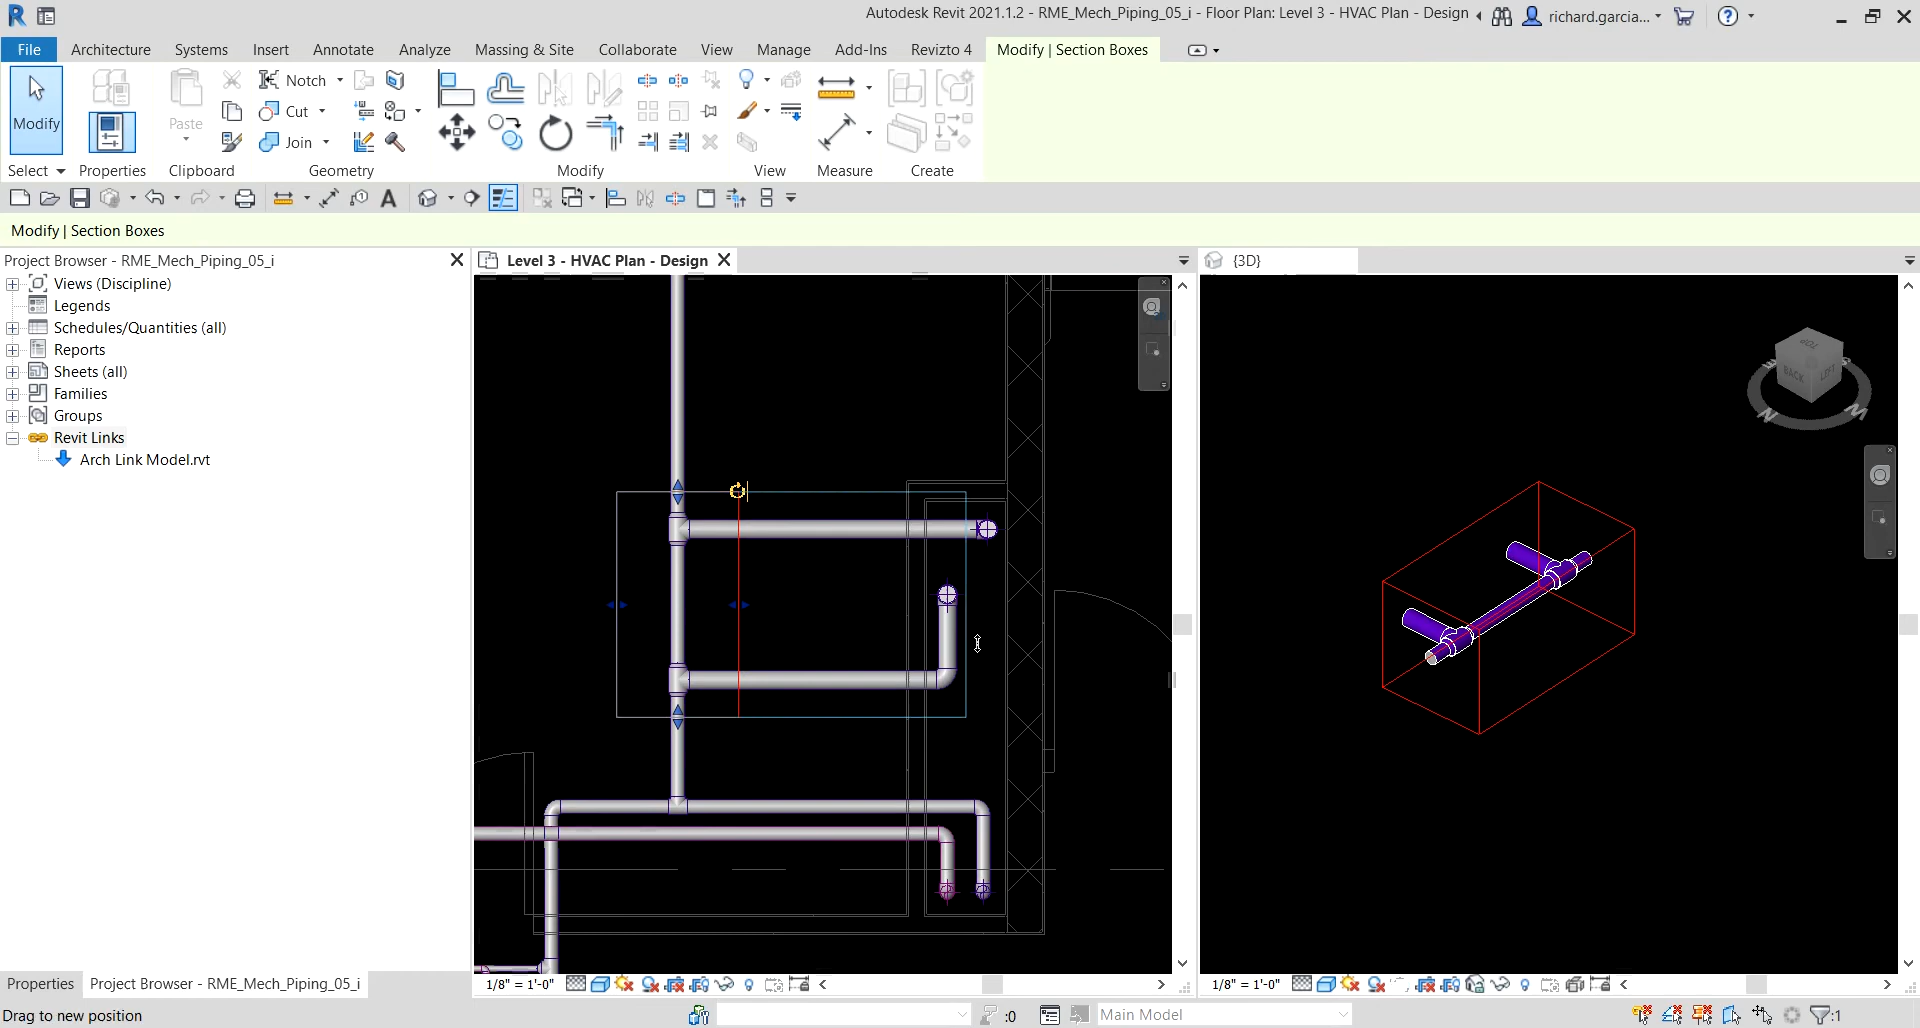 Autodesk Revit 2021.1.2 - RME_Mech_Piping_05_i - Floor Plan: Level 3 - HVAC Plan - Design
richard.garcia...
File Architecture Systems Insert Annotate Analyze Massing & Site Collaborate View Manage Add-Ins Revizto 4 Modify | Section Boxes
Notch
Cut
Modify
Paste
Join
Select Properties Clipboard Geometry Modify View Measure Create
Modify | Section Boxes
Project Browser - RME_Mech_Piping_05_i
Level 3 - HVAC Plan - Design
{3D}
Views (Discipline)
Legends
Schedules/Quantities (all)
Reports
Sheets (all)
Families
Groups
Revit Links
Arch Link Model.rvt
TOP
BACK
LEFT
N
Properties
Project Browser - RME_Mech_Piping_05_i
1/8" = 1'-0"
1/8" = 1'-0"
Drag to new position
:0
Main Model
:1